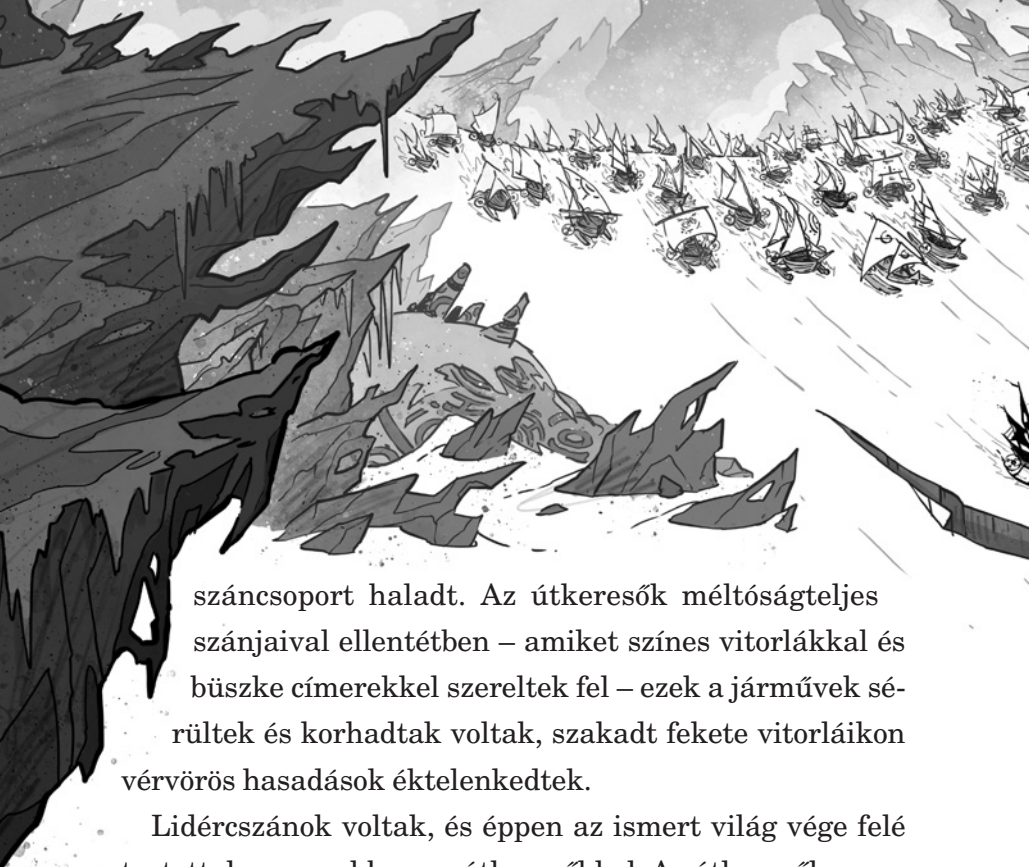 száncsoport haladt. Az útkeresők méltóságteljes
szánjaival ellentétben – amiket színes vitorlákkal és
büszke címerekkel szereltek fel – ezek a járművek sé-
rültek és korhadtak voltak, szakadt fekete vitorláikon
vérvörös hasadások éktelenkedtek.
Lidércszánok voltak, és éppen az ismert világ vége felé